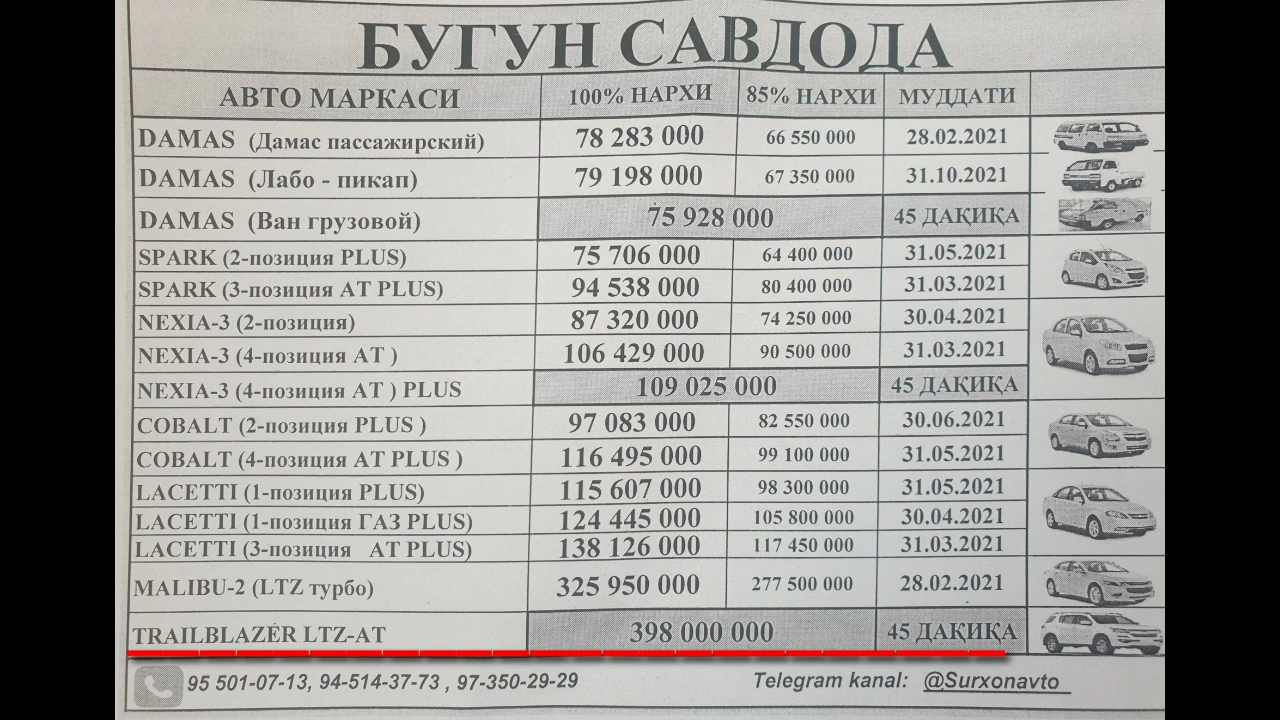 БУГУН САВДОДА
АВТО МАРКАСИ 100% НАРХИ 85% НАРХИ МУДДАТИ
DAMAS (Дамас пассажирский) 78 283 000 66 550 000 28.02.2021
DAMAS (Лабо - пикап) 79 198 000 67 350 000 31.10.2021
DAMAS (Ван грузовой) 75 928 000 45 ДАҚИҚА
SPARK (2-позиция PLUS) 75 706 000 64 400 000 31.05.2021
SPARK (3-позиция AT PLUS) 94 538 000 80 400 000 31.03.2021
NEXIA-3 (2-позиция) 87 320 000 74 250 000 30.04.2021
NEXIA-3 (4-позиция AT ) 106 429 000 90 500 000 31.03.2021
NEXIA-3 (4-позиция AT ) PLUS 109 025 000 45 ДАҚИҚА
COBALT (2-позиция PLUS ) 97 083 000 82 550 000 30.06.2021
COBALT (4-позиция AT PLUS ) 116 495 000 99 100 000 31.05.2021
LACETTI (1-позиция PLUS) 115 607 000 98 300 000 31.05.2021
LACETTI (1-позиция ГАЗ PLUS) 124 445 000 105 800 000 30.04.2021
LACETTI (3-позиция AT PLUS) 138 126 000 117 450 000 31.03.2021
MALIBU-2 (LTZ турбо) 325 950 000 277 500 000 28.02.2021
TRAILBLAZER LTZ-AT 398 000 000 45 ДАҚИҚА
95 501-07-13, 94-514-37-73 , 97-350-29-29 Telegram kanal: @Surxonavto